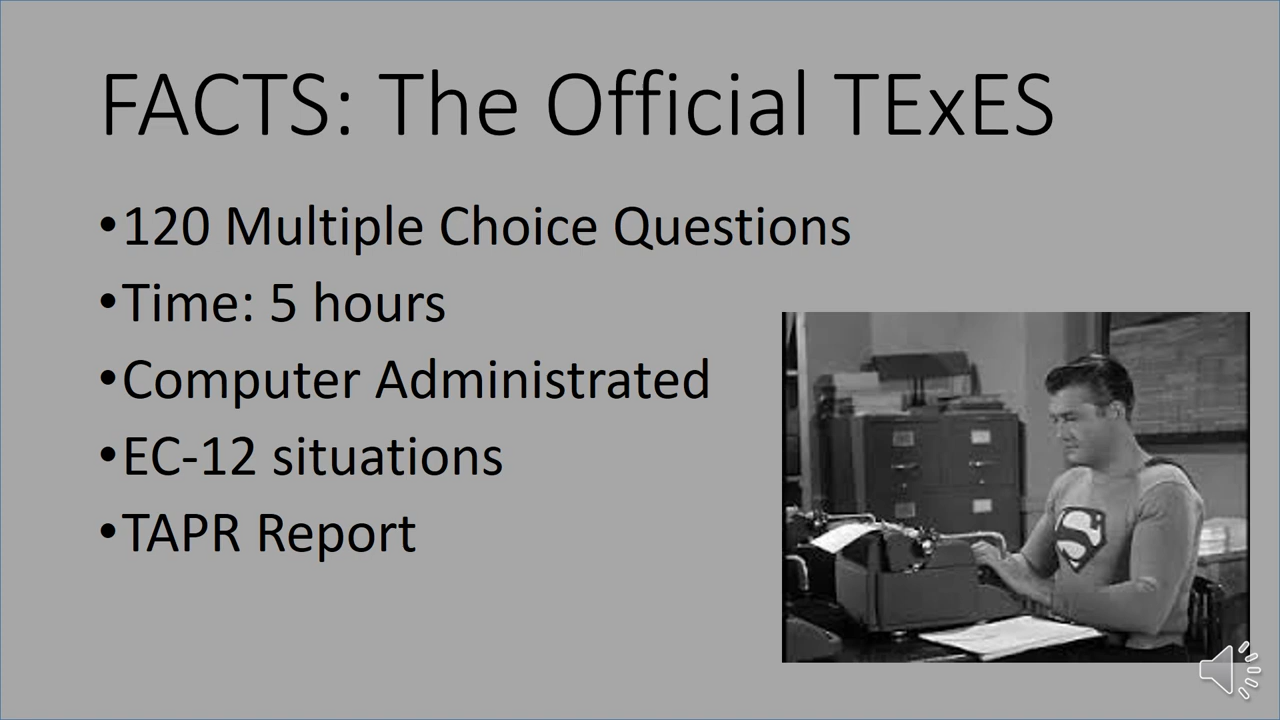 FACTS: The Official TExES
•120 Multiple Choice Questions
•Time: 5 hours
•Computer Administrated
•EC-12 situations
•TAPR Report
S